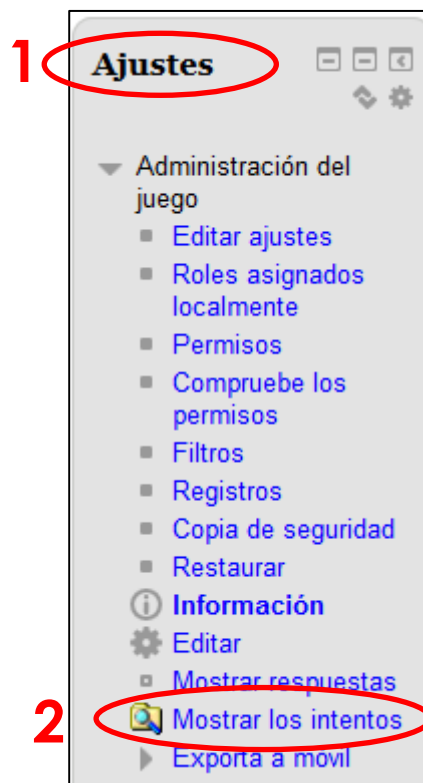 1
Ajustes
Administración del
juego
Editar ajustes
Roles asignados
localmente
Permisos
Compruebe los
permisos
Filtros
Registros
Copia de seguridad
Restaurar
Información
Editar
Mostrar respuestas
2
Mostrar los intentos
Exporta a móvil